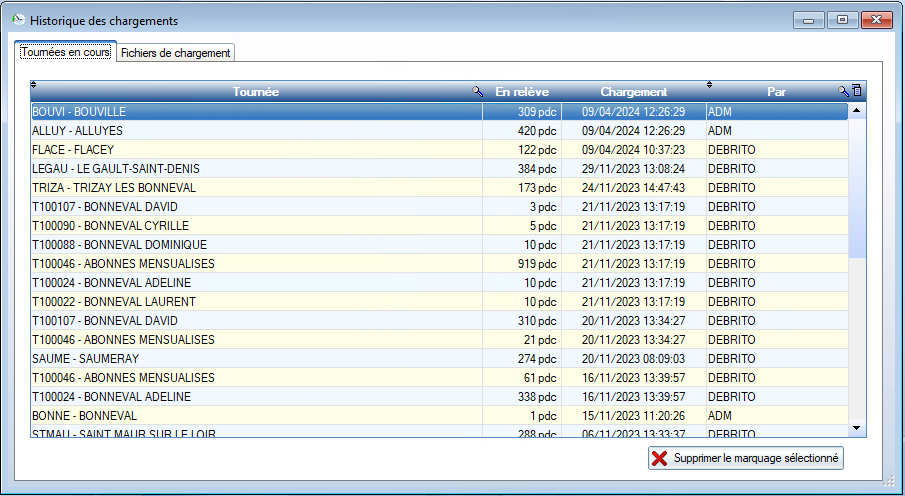 Historique des chargements
Tournées en cours Fichiers de chargement
Tournée En relève Chargement Par
BOUVI - BOUVILLE 309 pdc 09/04/2024 12:26:29 ADM
ALLUY - ALLUYES 420 pdc 09/04/2024 12:26:29 ADM
FLACE - FLACEY 122 pdc 09/04/2024 10:37:23 DEBRITO
LEGAU - LE GAULT-SAINT-DENIS 384 pdc 29/11/2023 13:08:24 DEBRITO
TRIZA - TRIZAY LES BONNEVAL 173 pdc 24/11/2023 14:47:43 DEBRITO
T100107 - BONNEVAL DAVID 3 pdc 21/11/2023 13:17:19 DEBRITO
T100090 - BONNEVAL CYRILLE 5 pdc 21/11/2023 13:17:19 DEBRITO
T100088 - BONNEVAL DOMINIQUE 10 pdc 21/11/2023 13:17:19 DEBRITO
T100046 - ABONNES MENSUALISES 919 pdc 21/11/2023 13:17:19 DEBRITO
T100024 - BONNEVAL ADELINE 10 pdc 21/11/2023 13:17:19 DEBRITO
T100022 - BONNEVAL LAURENT 10 pdc 21/11/2023 13:17:19 DEBRITO
T100107 - BONNEVAL DAVID 310 pdc 20/11/2023 13:34:27 DEBRITO
T100046 - ABONNES MENSUALISES 21 pdc 20/11/2023 13:34:27 DEBRITO
SAUME - SAUMERAY 274 pdc 20/11/2023 08:09:03 DEBRITO
T100046 - ABONNES MENSUALISES 61 pdc 16/11/2023 13:39:57 DEBRITO
T100024 - BONNEVAL ADELINE 338 pdc 16/11/2023 13:39:57 DEBRITO
BONNE - BONNEVAL 1 pdc 15/11/2023 11:20:26 ADM
STMAU - SAINT MAUR SUR LE LOIR 288 pdc 06/11/2023 13:33:37 DEBRITO
Supprimer le marquage sélectionné